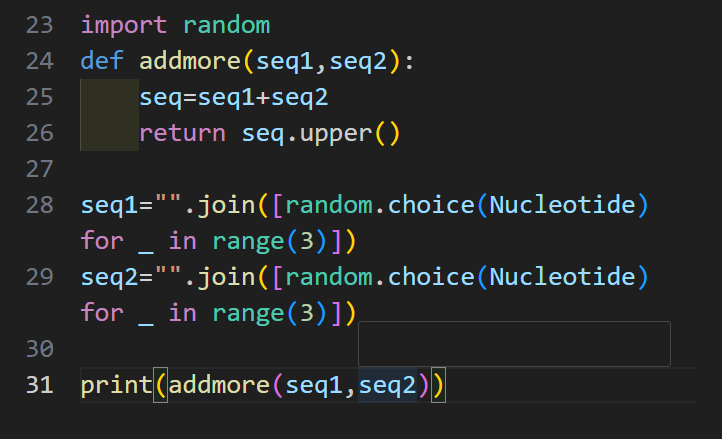 23 import random
24 def addmore(seq1,seq2):
25     seq=seq1+seq2
26     return seq.upper()
27
28 seq1="".join([random.choice(Nucleotide)
for _ in range(3)])
29 seq2="".join([random.choice(Nucleotide)
for _ in range(3)])
30
31 print(addmore(seq1,seq2))